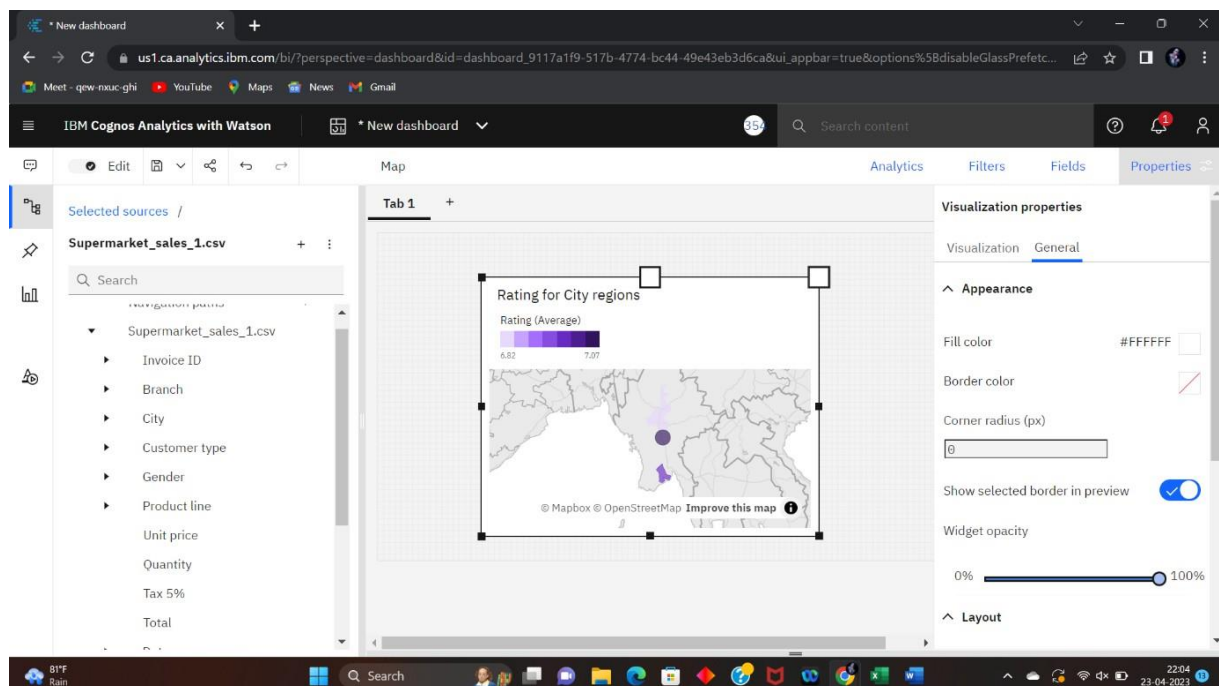 * New dashboard
us1.ca.analytics.ibm.com/bi/?perspective=dashboard&id=dashboard_9117a1f9-517b-4774-bc44-49e43eb3d6ca&ui_appbar=true&options%5BdisableGlassPrefetc...
Meet - qew-nxuc-ghi YouTube Maps News Gmail
IBM Cognos Analytics with Watson * New dashboard 354 Search content 1
Edit Map Analytics Filters Fields Properties
Selected sources /
Supermarket_sales_1.csv
Search
Navigation paths
Supermarket_sales_1.csv
Invoice ID
Branch
City
Customer type
Gender
Product line
Unit price
Quantity
Tax 5%
Total
Tab 1
Rating for City regions
Rating (Average)
6.82 7.07
© Mapbox © OpenStreetMap Improve this map
Visualization properties
Visualization General
Appearance
Fill color #FFFFFF
Border color
Corner radius (px)
0
Show selected border in preview
Widget opacity
0% 100%
Layout
81°F
Rain
Search
22:04
23-04-2023
13